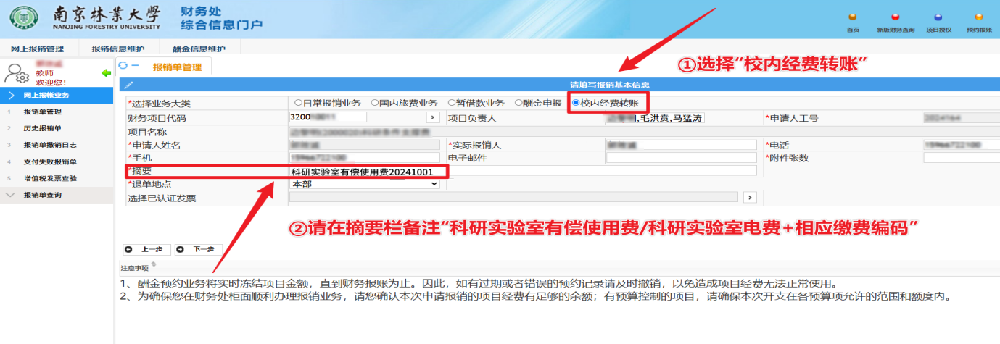 南京林業大學
NANJING FORESTRY UNIVERSITY
财务处
综合信息门户
首页 新版财务查询 项目授权 预约报账
网上报销管理 报销信息维护 酬金信息维护
教师
欢迎您!
报销单管理
①选择“校内经费转账”
网上报帐业务
1 报销单管理
2 历史报销单
3 报销单撤销日志
4 支付失败报销单
5 增值税发票查验
报销单查询
请填写报销基本信息
*选择业务大类 日常报销业务 国内旅费业务 暂借款业务 酬金申报 校内经费转账
财务项目代码 3200 项目负责人 ,毛洪贲,马猛涛 *申请人工号
项目名称
*申请人姓名 *实际报销人 *电话
*手机 电子邮件 *附件张数
*摘要 科研实验室有偿使用费20241001
*退单地点 本部
选择已认证发票
②请在摘要栏备注“科研实验室有偿使用费/科研实验室电费+相应缴费编码”
上一步 下一步
注意事项
1、酬金预约业务将实时冻结项目金额，直到财务报账为止。因此，如有过期或者错误的预约记录请及时撤销，以免造成项目经费无法正常使用。
2、为确保您在财务处柜面顺利办理报销业务，请您确认本次申请报销的项目经费有足够的余额；有预算控制的项目，请确保本次开支在各预算项允许的范围和额度内。